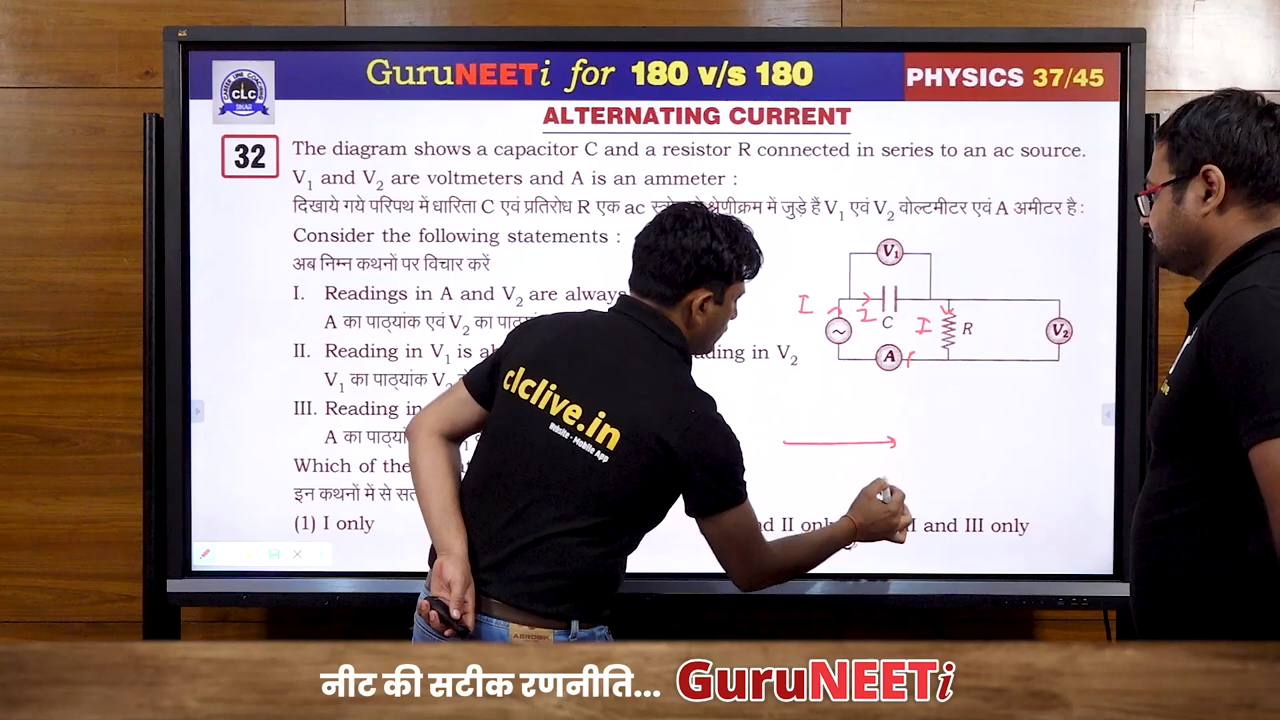 GuruNEETi for 180 v/s 180
PHYSICS 37/45
CLC
SIKAR
ALTERNATING CURRENT
32
The diagram shows a capacitor C and a resistor R connected in series to an ac source.
V1 and V2 are voltmeters and A is an ammeter :
दिखाये गये परिपथ में धारिता C एवं प्रतिरोध R एक ac श्रेणीक्रम में जुड़े हैं V1 एवं V2 वोल्टमीटर एवं A अमीटर है :
Consider the following statements :
अब निम्न कथनों पर विचार करें
I. Readings in A and V2 are always
A का पाठ्यांक एवं V2 का
II. Reading in V1 is in V2
V1 का पाठ्यांक
III. Reading in
A का
Which of the
इन कथनों में से
(1) I only
II only
and III only
V1
I
I
C
I
R
V2
A
clclive.in
Website - Mobile App
नीट की सटीक रणनीति... GuruNEETi